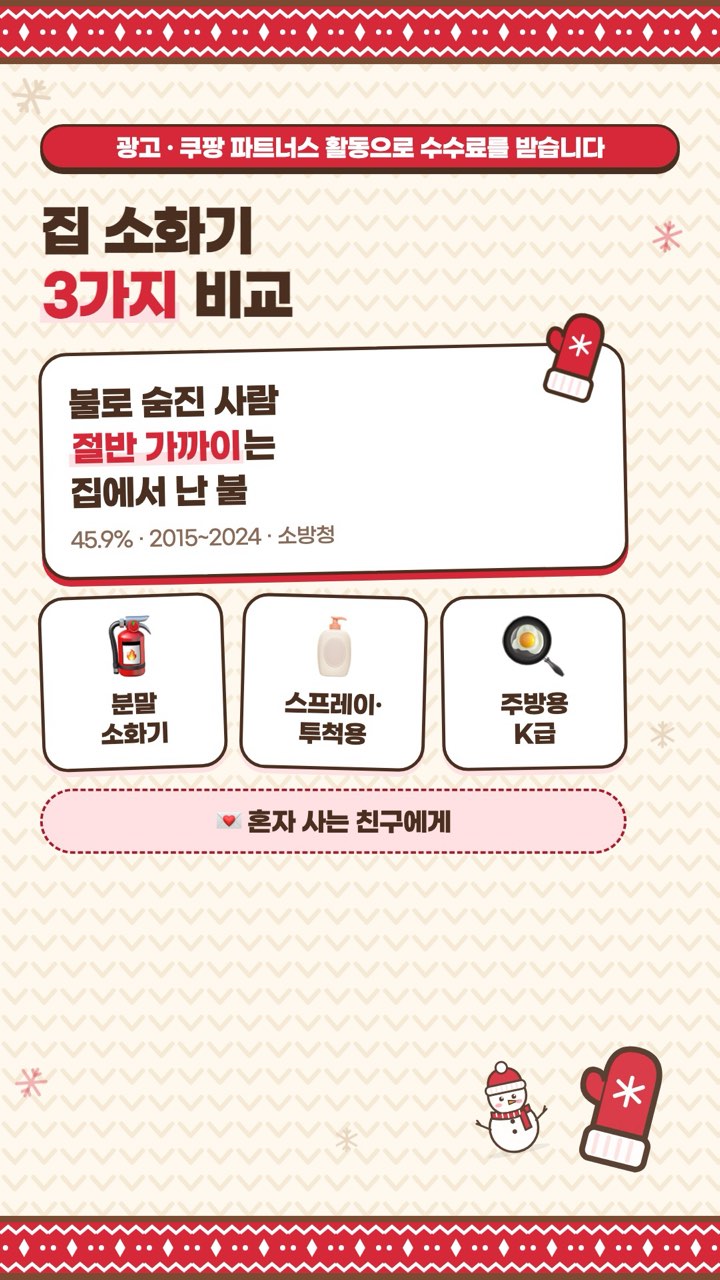 광고 · 쿠팡 파트너스 활동으로 수수료를 받습니다
집 소화기
3가지 비교
불로 숨진 사람
절반 가까이는
집에서 난 불
45.9% · 2015~2024 · 소방청
분말
소화기
스프레이·
투척용
주방용
K급
💌 혼자 사는 친구에게